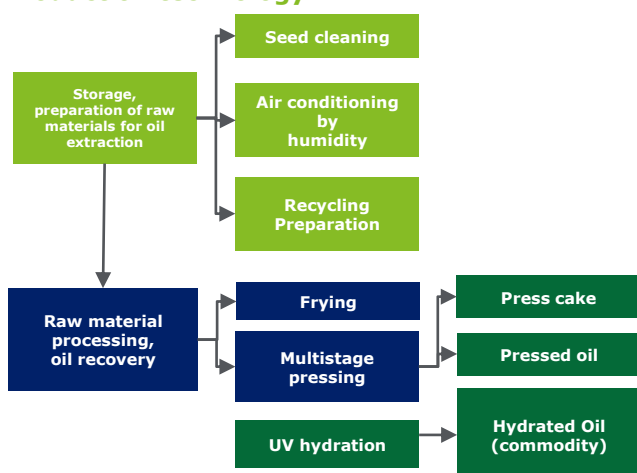 Seed cleaning
Storage,
preparation of raw
materials for oil
extraction
Air conditioning
by
humidity
Recycling
Preparation
Raw material
processing,
oil recovery
Frying
Multistage
pressing
Press cake
Pressed oil
UV hydration
Hydrated Oil
(commodity)